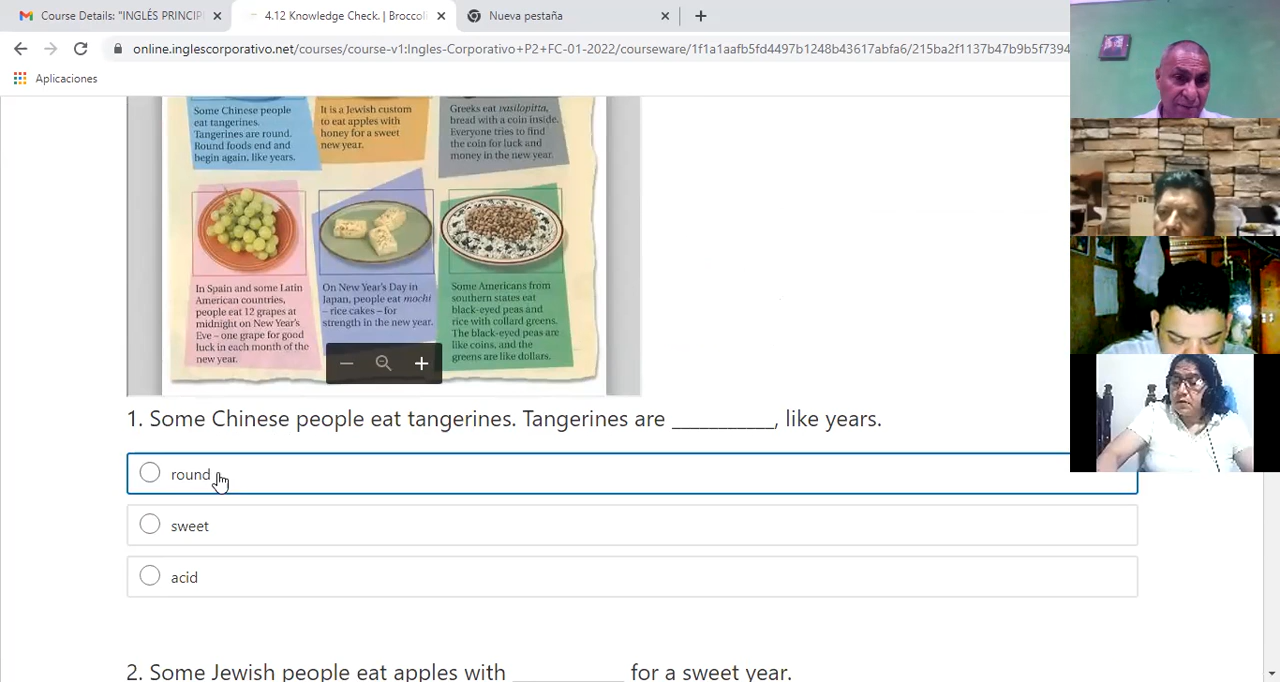 Course Details: "INGLÉS PRINCIPI
4.12 Knowledge Check. | Broccoli
Nueva pestaña
online.inglescorporativo.net/courses/course-v1:Ingles-Corporativo+P2+FC-01-2022/courseware/1f1a1aafb5fd4497b1248b43617abfa6/215ba2f1137b47b9b5f7394
Aplicaciones
Some Chinese people
eat tangerines.
Tangerines are round.
Round foods end and
begin again, like years.
It is a Jewish custom
to eat apples with
honey for a sweet
new year.
Greeks eat vasilopitta,
bread with a coin inside.
Everyone tries to find
the coin for luck and
money in the new year.
In Spain and some Latin
American countries,
people eat 12 grapes at
midnight on New Year's
Eve – one grape for good
luck in each month of the
new year.
On New Year's Day in
Japan, people eat mochi
– rice cakes – for
strength in the new year.
Some Americans from
southern states eat
black-eyed peas and
rice with collard greens.
The black-eyed peas are
like coins, and the
greens are like dollars.
1. Some Chinese people eat tangerines. Tangerines are ___________, like years.
round
sweet
acid
2. Some Jewish people eat apples with ____________ for a sweet year.